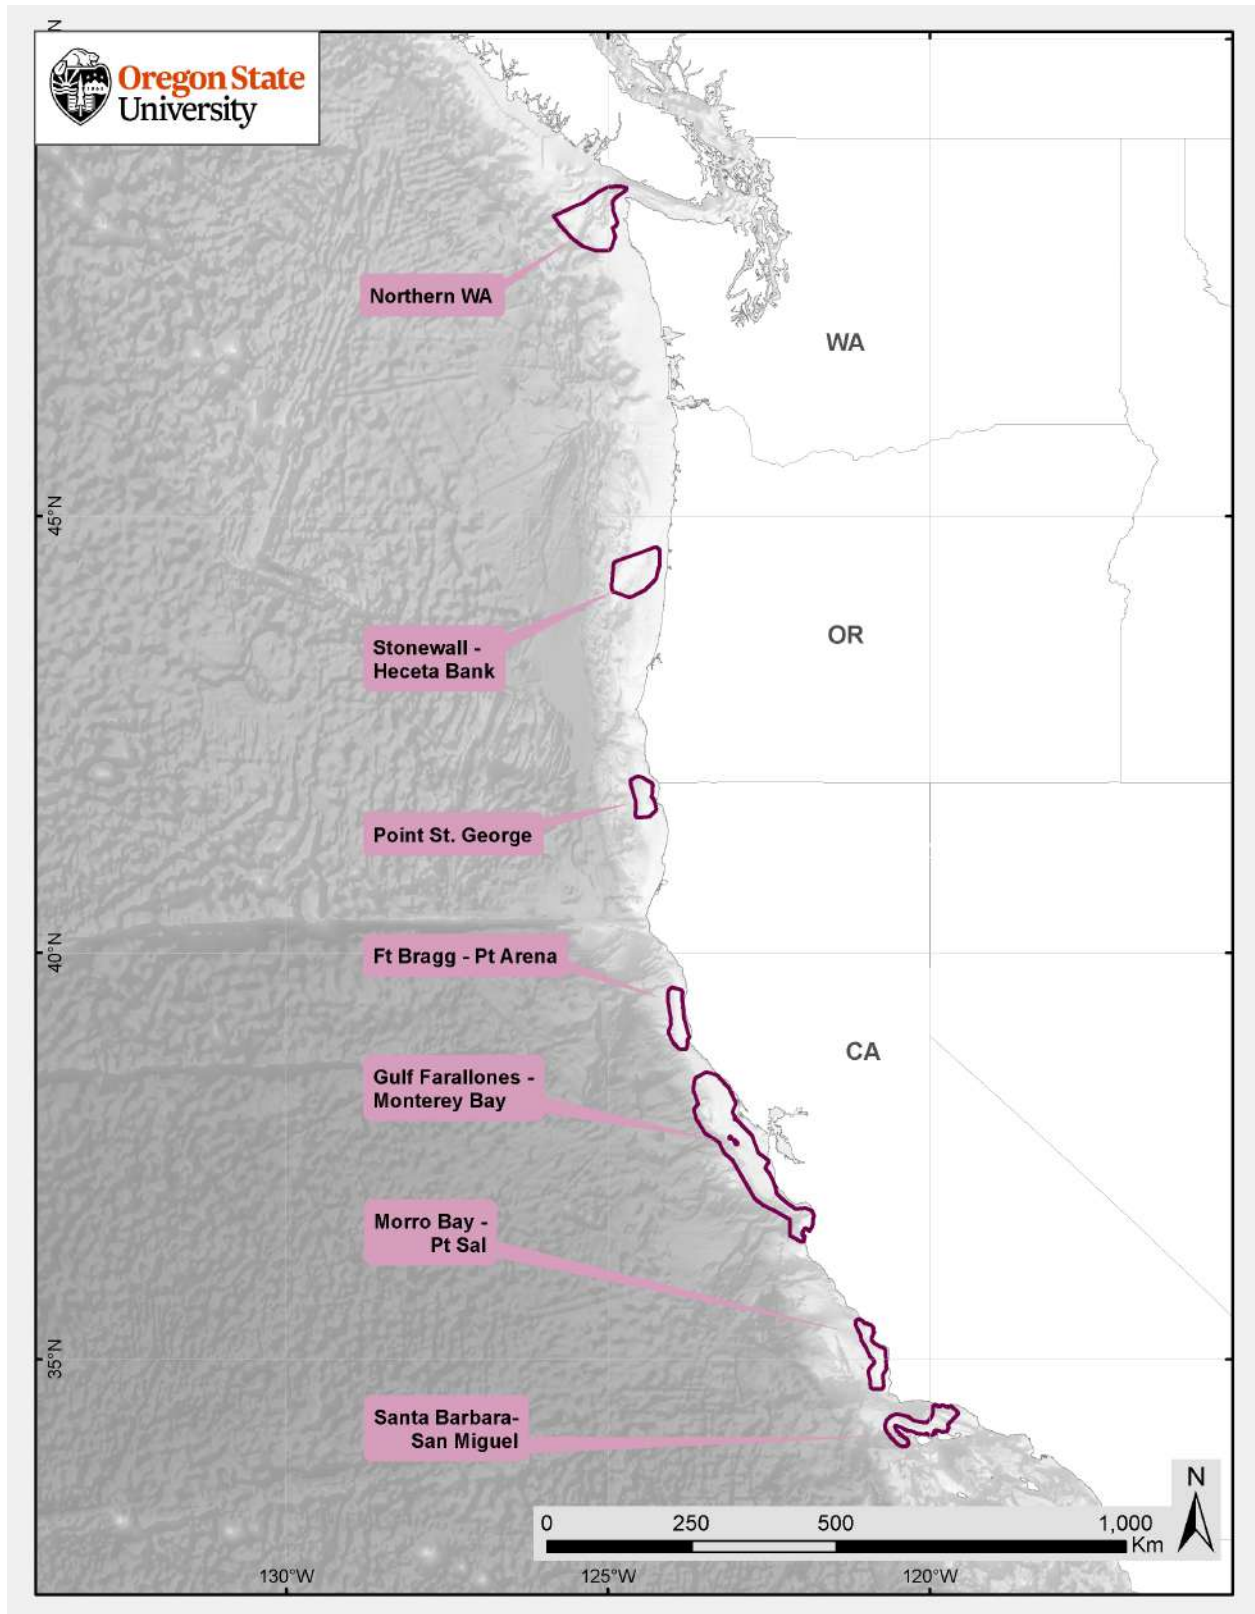 N
Oregon State
University
Northern WA
WA
45°N
Stonewall -
Heceta Bank
OR
Point St. George
40°N
Ft Bragg - Pt Arena
CA
Gulf Farallones -
Monterey Bay
Morro Bay -
Pt Sal
35°N
Santa Barbara-
San Miguel
N
0 250 500 1,000
Km
130°W 125°W 120°W